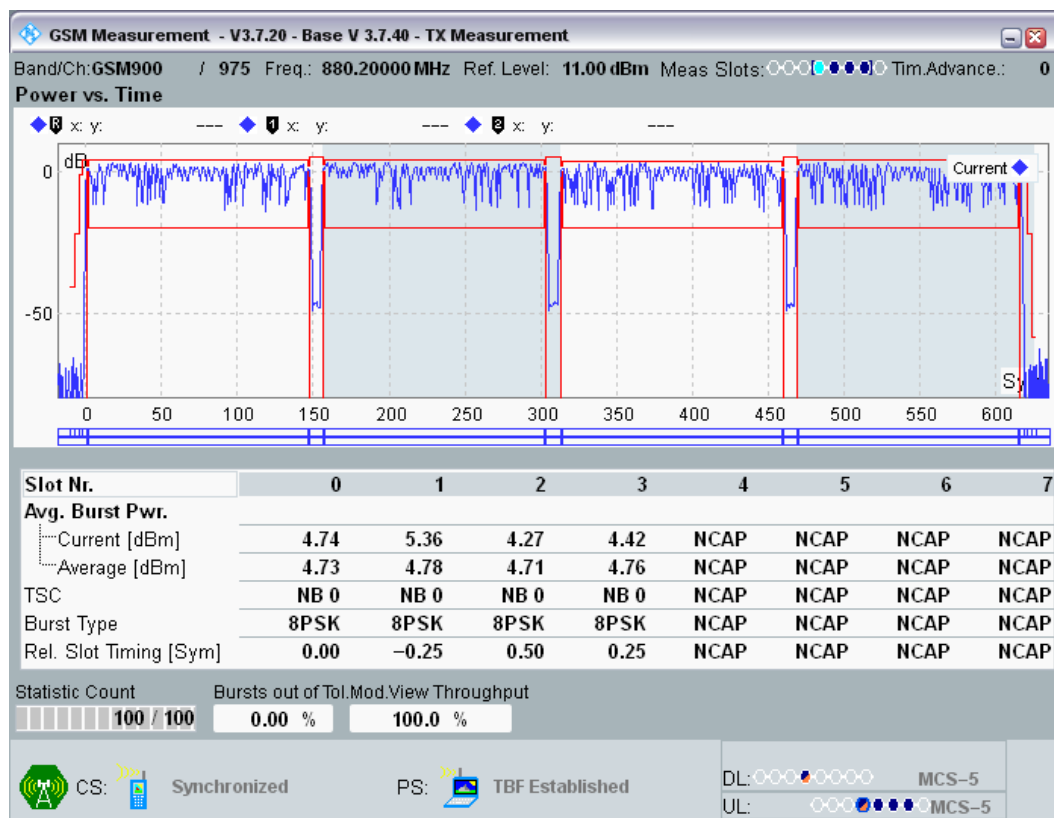 GSM Measurement - V3.7.20 - Base V 3.7.40 - TX Measurement
Band/Ch:GSM900 / 975 Freq.: 880.20000 MHz Ref. Level: 11.00 dBm Meas Slots: Tim.Advance.: 0
Power vs. Time
R x: y: --- 1 x: y: --- 2 x: y: ---
dB
Current
0
-50
Sy
0 50 100 150 200 250 300 350 400 450 500 550 600
Slot Nr. 0 1 2 3 4 5 6 7
Avg. Burst Pwr.
Current [dBm] 4.74 5.36 4.27 4.42 NCAP NCAP NCAP NCAP
Average [dBm] 4.73 4.78 4.71 4.76 NCAP NCAP NCAP NCAP
TSC NB 0 NB 0 NB 0 NB 0 NCAP NCAP NCAP NCAP
Burst Type 8PSK 8PSK 8PSK 8PSK NCAP NCAP NCAP NCAP
Rel. Slot Timing [Sym] 0.00 −0.25 0.50 0.25 NCAP NCAP NCAP NCAP
Statistic Count Bursts out of Tol. Mod.View Throughput
100 / 100 0.00 % 100.0 %
CS: Synchronized PS: TBF Established DL: MCS−5
UL: MCS−5